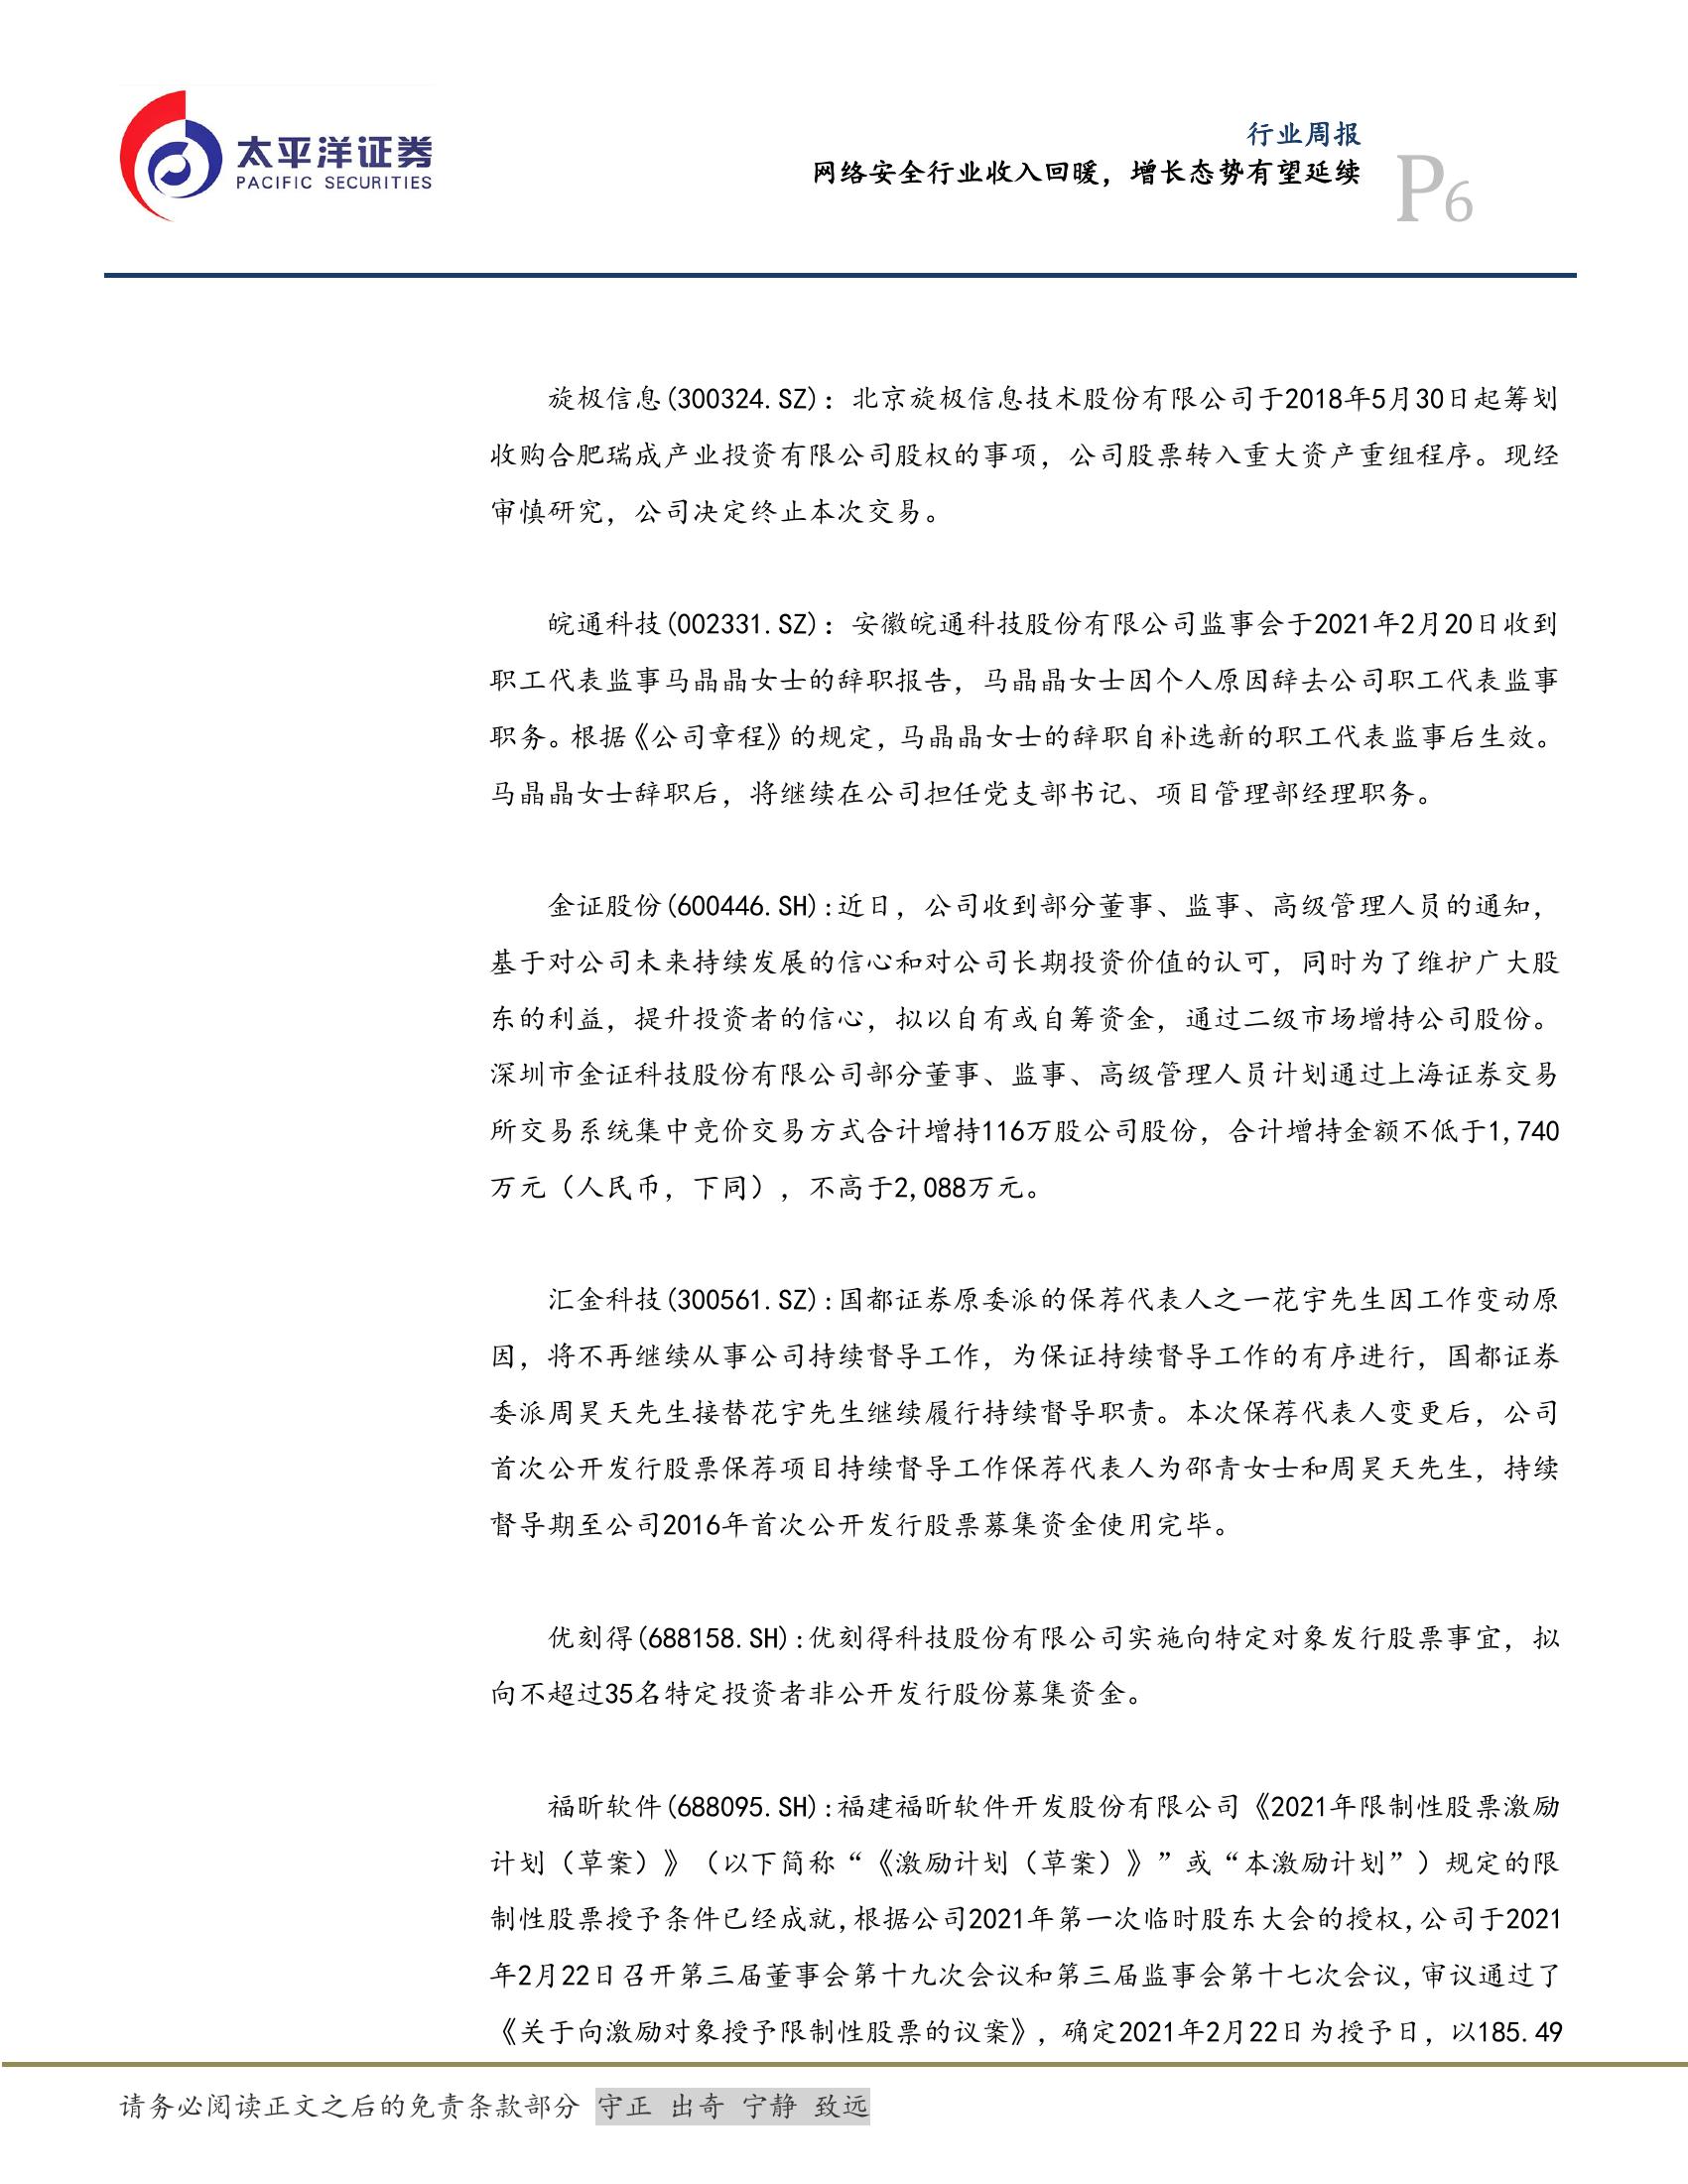 太平洋证券
PACIFIC SECURITIES
行业周报
网络安全行业收入回暖，增长态势有望延续
P6
旋极信息(300324.SZ)：北京旋极信息技术股份有限公司于2018年5月30日起筹划
收购合肥瑞成产业投资有限公司股权的事项，公司股票转入重大资产重组程序。现经
审慎研究，公司决定终止本次交易。
皖通科技(002331.SZ)：安徽皖通科技股份有限公司监事会于2021年2月20日收到
职工代表监事马晶晶女士的辞职报告，马晶晶女士因个人原因辞去公司职工代表监事
职务。根据《公司章程》的规定，马晶晶女士的辞职自补选新的职工代表监事后生效。
马晶晶女士辞职后，将继续在公司担任党支部书记、项目管理部经理职务。
金证股份(600446.SH):近日，公司收到部分董事、监事、高级管理人员的通知，
基于对公司未来持续发展的信心和对公司长期投资价值的认可，同时为了维护广大股
东的利益，提升投资者的信心，拟以自有或自筹资金，通过二级市场增持公司股份。
深圳市金证科技股份有限公司部分董事、监事、高级管理人员计划通过上海证券交易
所交易系统集中竞价交易方式合计增持116万股公司股份，合计增持金额不低于1,740
万元（人民币，下同），不高于2,088万元。
汇金科技(300561.SZ):国都证券原委派的保荐代表人之一花宇先生因工作变动原
因，将不再继续从事公司持续督导工作，为保证持续督导工作的有序进行，国都证券
委派周昊天先生接替花宇先生继续履行持续督导职责。本次保荐代表人变更后，公司
首次公开发行股票保荐项目持续督导工作保荐代表人为邵青女士和周昊天先生，持续
督导期至公司2016年首次公开发行股票募集资金使用完毕。
优刻得(688158.SH):优刻得科技股份有限公司实施向特定对象发行股票事宜，拟
向不超过35名特定投资者非公开发行股份募集资金。
福昕软件(688095.SH):福建福昕软件开发股份有限公司《2021年限制性股票激励
计划（草案）》（以下简称“《激励计划（草案）》”或“本激励计划”）规定的限
制性股票授予条件已经成就,根据公司2021年第一次临时股东大会的授权,公司于2021
年2月22日召开第三届董事会第十九次会议和第三届监事会第十七次会议,审议通过了
《关于向激励对象授予限制性股票的议案》，确定2021年2月22日为授予日，以185.49
请务必阅读正文之后的免责条款部分 守正 出奇 宁静 致远